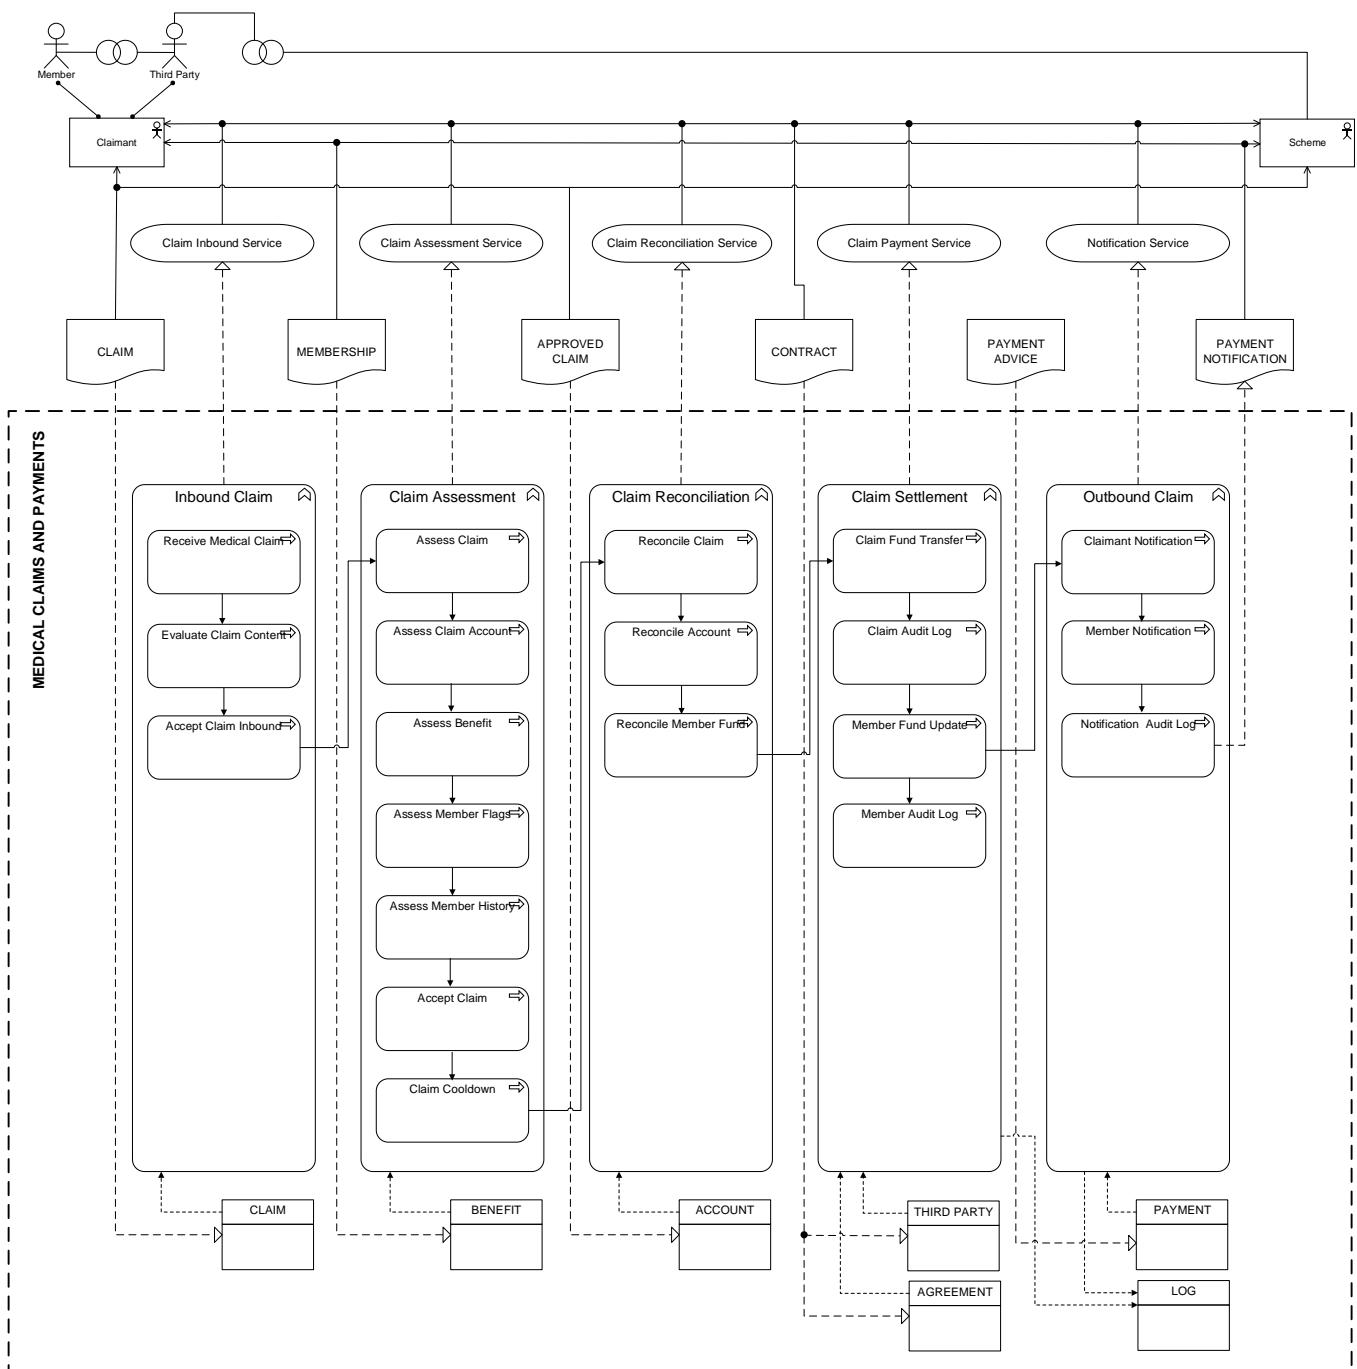 Member
Third Party
Claimant
Scheme
Claim Inbound Service
Claim Assessment Service
Claim Reconciliation Service
Claim Payment Service
Notification Service
CLAIM
MEMBERSHIP
APPROVED
CLAIM
CONTRACT
PAYMENT
ADVICE
PAYMENT
NOTIFICATION
MEDICAL CLAIMS AND PAYMENTS
Inbound Claim
Receive Medical Claim
Evaluate Claim Content
Accept Claim Inbound
Claim Assessment
Assess Claim
Assess Claim Account
Assess Benefit
Assess Member Flags
Assess Member History
Accept Claim
Claim Cooldown
Claim Reconciliation
Reconcile Claim
Reconcile Account
Reconcile Member Fund
Claim Settlement
Claim Fund Transfer
Claim Audit Log
Member Fund Update
Member Audit Log
Outbound Claim
Claimant Notification
Member Notification
Notification Audit Log
CLAIM
BENEFIT
ACCOUNT
THIRD PARTY
PAYMENT
AGREEMENT
LOG